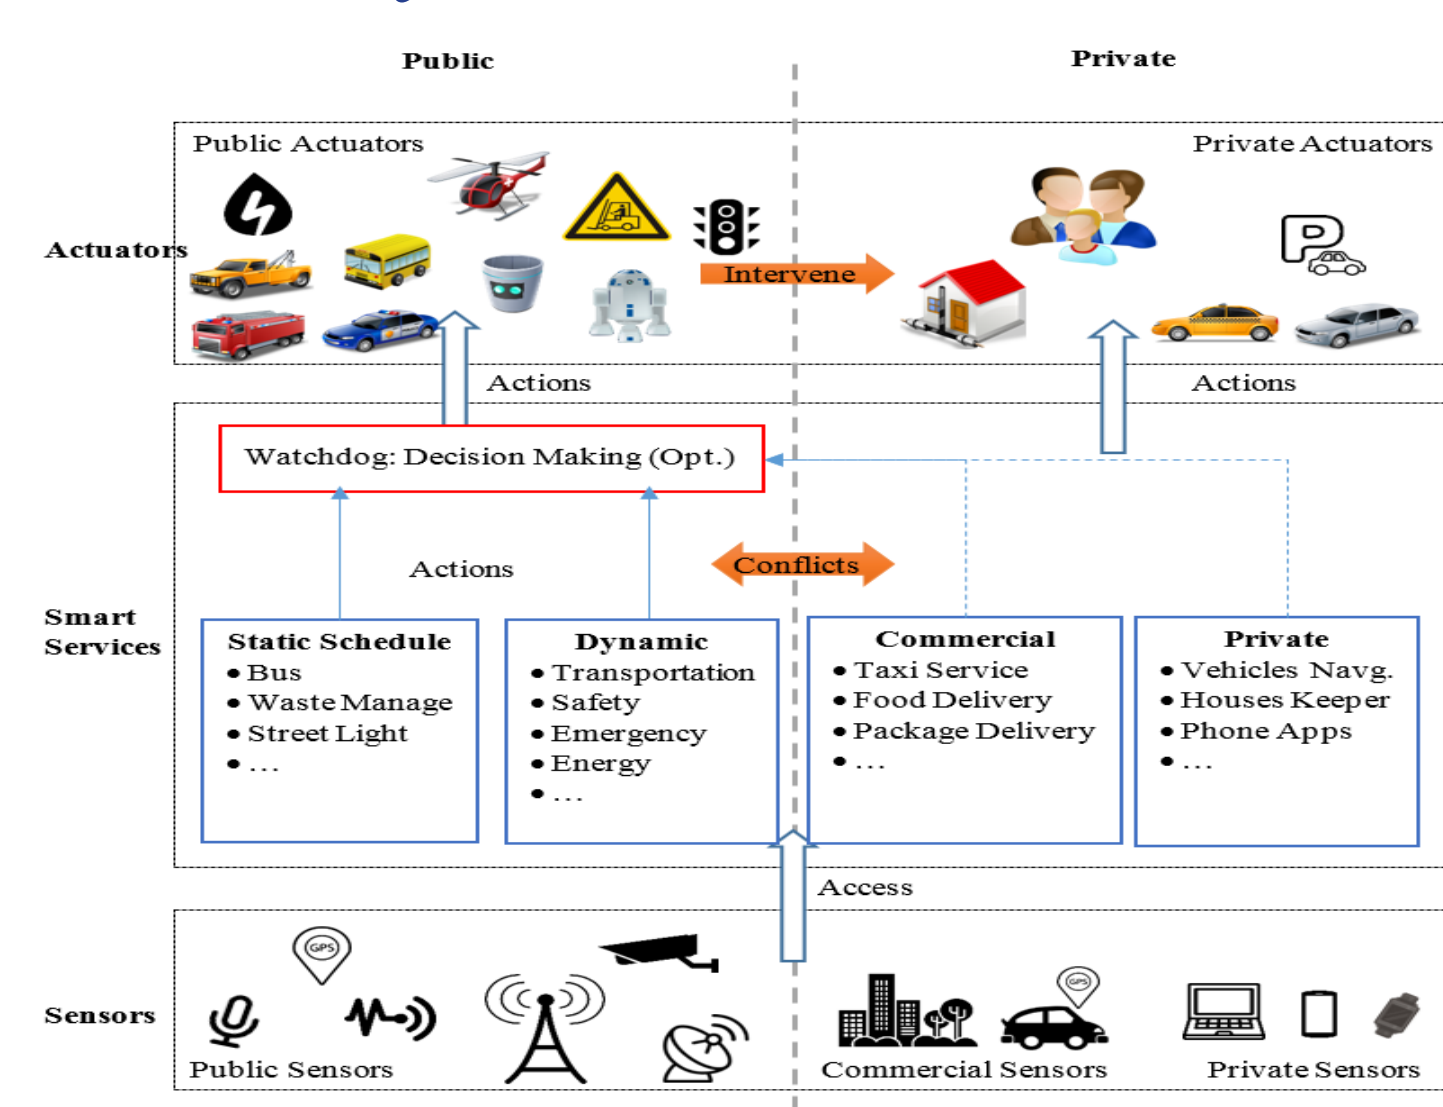 Public
Private
Public Actuators
Private Actuators
Actuators
Intervene
Actions
Actions
Watchdog: Decision Making (Opt.)
Actions
Conflicts
Smart
Services
Static Schedule
• Bus
• Waste Manage
• Street Light
• ...
Dynamic
• Transportation
• Safety
• Emergency
• Energy
• ...
Commercial
• Taxi Service
• Food Delivery
• Package Delivery
• ...
Private
• Vehicles Navg.
• Houses Keeper
• Phone Apps
• ...
Access
Sensors
GPS
GPS
Public Sensors
Commercial Sensors
Private Sensors
P